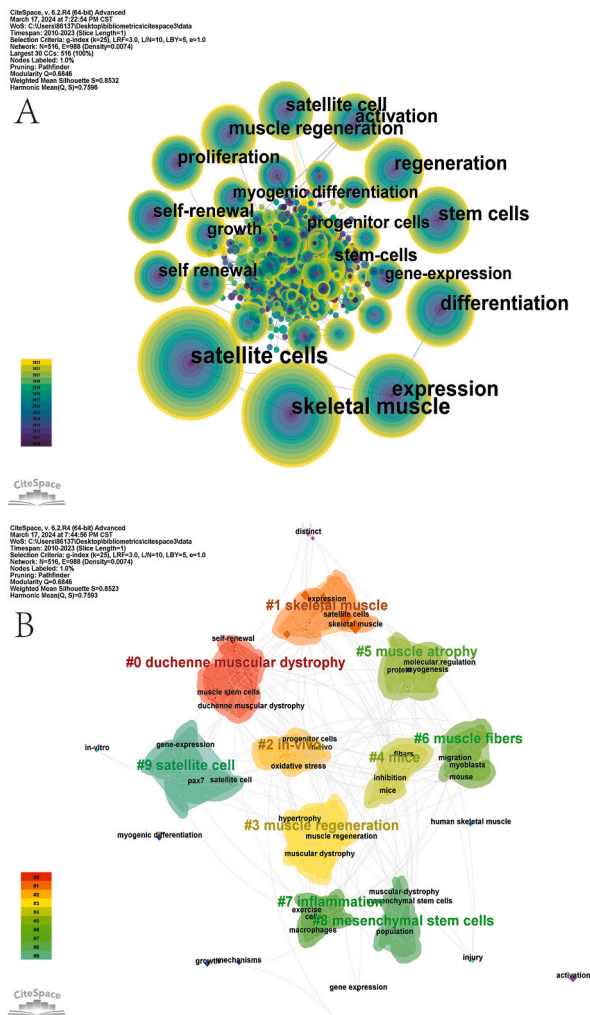 CiteSpace, v. 6.2.R4 (64-bit) Advanced
March 17, 2024 at 7:22:54 PM CST
WoS: C:\Users\86137\Desktop\bibliometrics\citespace3\data
Timespan: 2010-2023 (Slice Length=1)
Selection Criteria: g-index (k=25), LRF=3.0, L/N=10, LBY=5, e=1.0
Network: N=516, E=988 (Density=0.0074)
Largest 30 CCs: 516 (100%)
Nodes Labeled: 1.0%
Pruning: Pathfinder
Modularity Q=0.6846
Weighted Mean Silhouette S=0.8532
Harmonic Mean(Q, S)=0.7596
A
satellite cell
activation
muscle regeneration
proliferation
regeneration
myogenic differentiation
self-renewal
stem cells
growth
progenitor cells
stem-cells
self renewal
gene-expression
differentiation
satellite cells
expression
skeletal muscle
CiteSpace
CiteSpace, v. 6.2.R4 (64-bit) Advanced
March 17, 2024 at 7:44:56 PM CST
WoS: C:\Users\86137\Desktop\bibliometrics\citespace3\data
Timespan: 2010-2023 (Slice Length=1)
Selection Criteria: g-index (k=25), LRF=3.0, L/N=10, LBY=5, e=1.0
Network: N=516, E=988 (Density=0.0074)
Nodes Labeled: 1.0%
Pruning: Pathfinder
Modularity Q=0.6846
Weighted Mean Silhouette S=0.8523
Harmonic Mean(Q, S)=0.7593
B
distinct
expression
#1 skeletal muscle
satellite cells
skeletal muscle
self-renewal
#5 muscle atrophy
#0 duchenne muscular dystrophy
molecular regulation
protein
myogenesis
muscle stem cells
duchenne muscular dystrophy
#6 muscle fibers
progenitor cells
gene-expression
#2 in-vivo
in-vivo
fibers
#4 mice
in-vitro
#9 satellite cell
oxidative stress
migration
myoblasts
pax7
satellite cell
inhibition
mouse
mice
hypertrophy
#3 muscle regeneration
human skeletal muscle
myogenic differentiation
muscle regeneration
muscular dystrophy
muscular-dystrophy
#7 inflammation
mesenchymal stem cells
exercise
cells
#8 mesenchymal stem cells
macrophages
population
growth
mechanisms
injury
gene expression
activation
#0
#1
#2
#3
#4
#5
#6
#7
#8
#9
CiteSpace